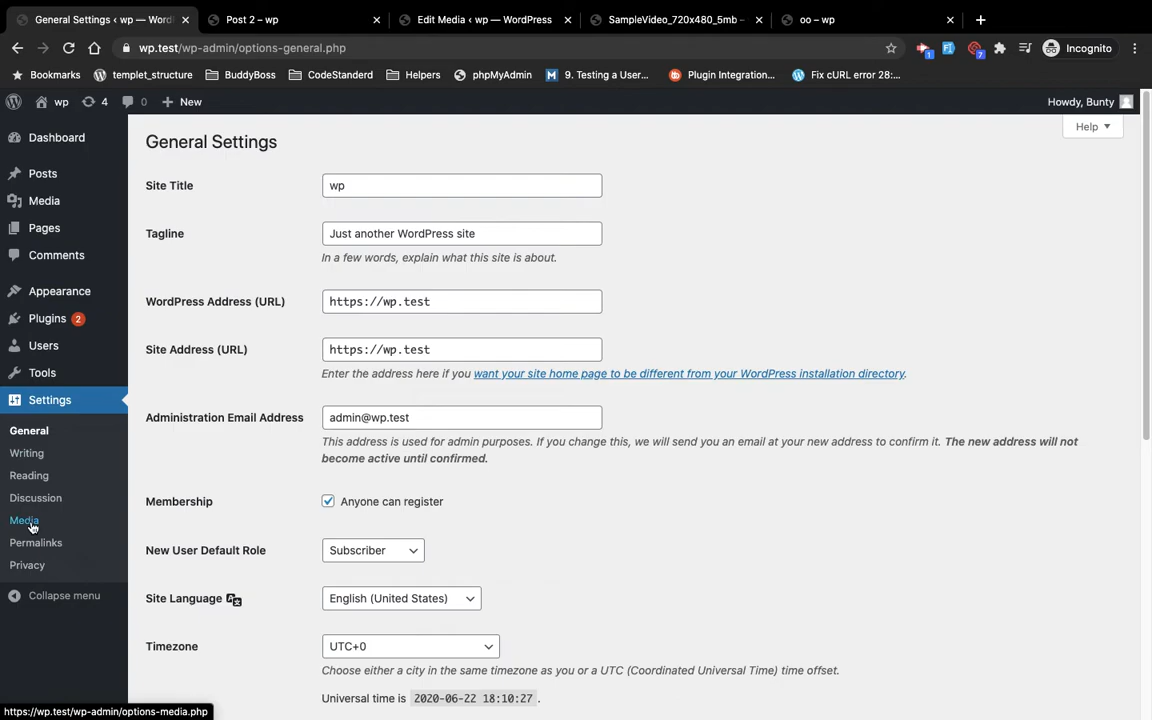 General Settings ‹ wp — Word
Post 2 – wp
Edit Media ‹ wp — WordPress
SampleVideo_720x480_5mb –
oo – wp
wp.test/wp-admin/options-general.php
1
7
Incognito
Bookmarks
templet_structure
BuddyBoss
CodeStanderd
Helpers
phpMyAdmin
9. Testing a User...
Plugin Integration...
Fix cURL error 28:...
wp
4
0
New
Howdy, Bunty
Help
Dashboard
Posts
Media
Pages
Comments
Appearance
Plugins 2
Users
Tools
Settings
General
Writing
Reading
Discussion
Media
Permalinks
Privacy
Collapse menu
General Settings
Site Title
wp
Tagline
Just another WordPress site
In a few words, explain what this site is about.
WordPress Address (URL)
https://wp.test
Site Address (URL)
https://wp.test
Enter the address here if you want your site home page to be different from your WordPress installation directory.
Administration Email Address
admin@wp.test
This address is used for admin purposes. If you change this, we will send you an email at your new address to confirm it. The new address will not
become active until confirmed.
Membership
Anyone can register
New User Default Role
Subscriber
Site Language
English (United States)
Timezone
UTC+0
Choose either a city in the same timezone as you or a UTC (Coordinated Universal Time) time offset.
Universal time is 2020-06-22 18:10:27 .
https://wp.test/wp-admin/options-media.php